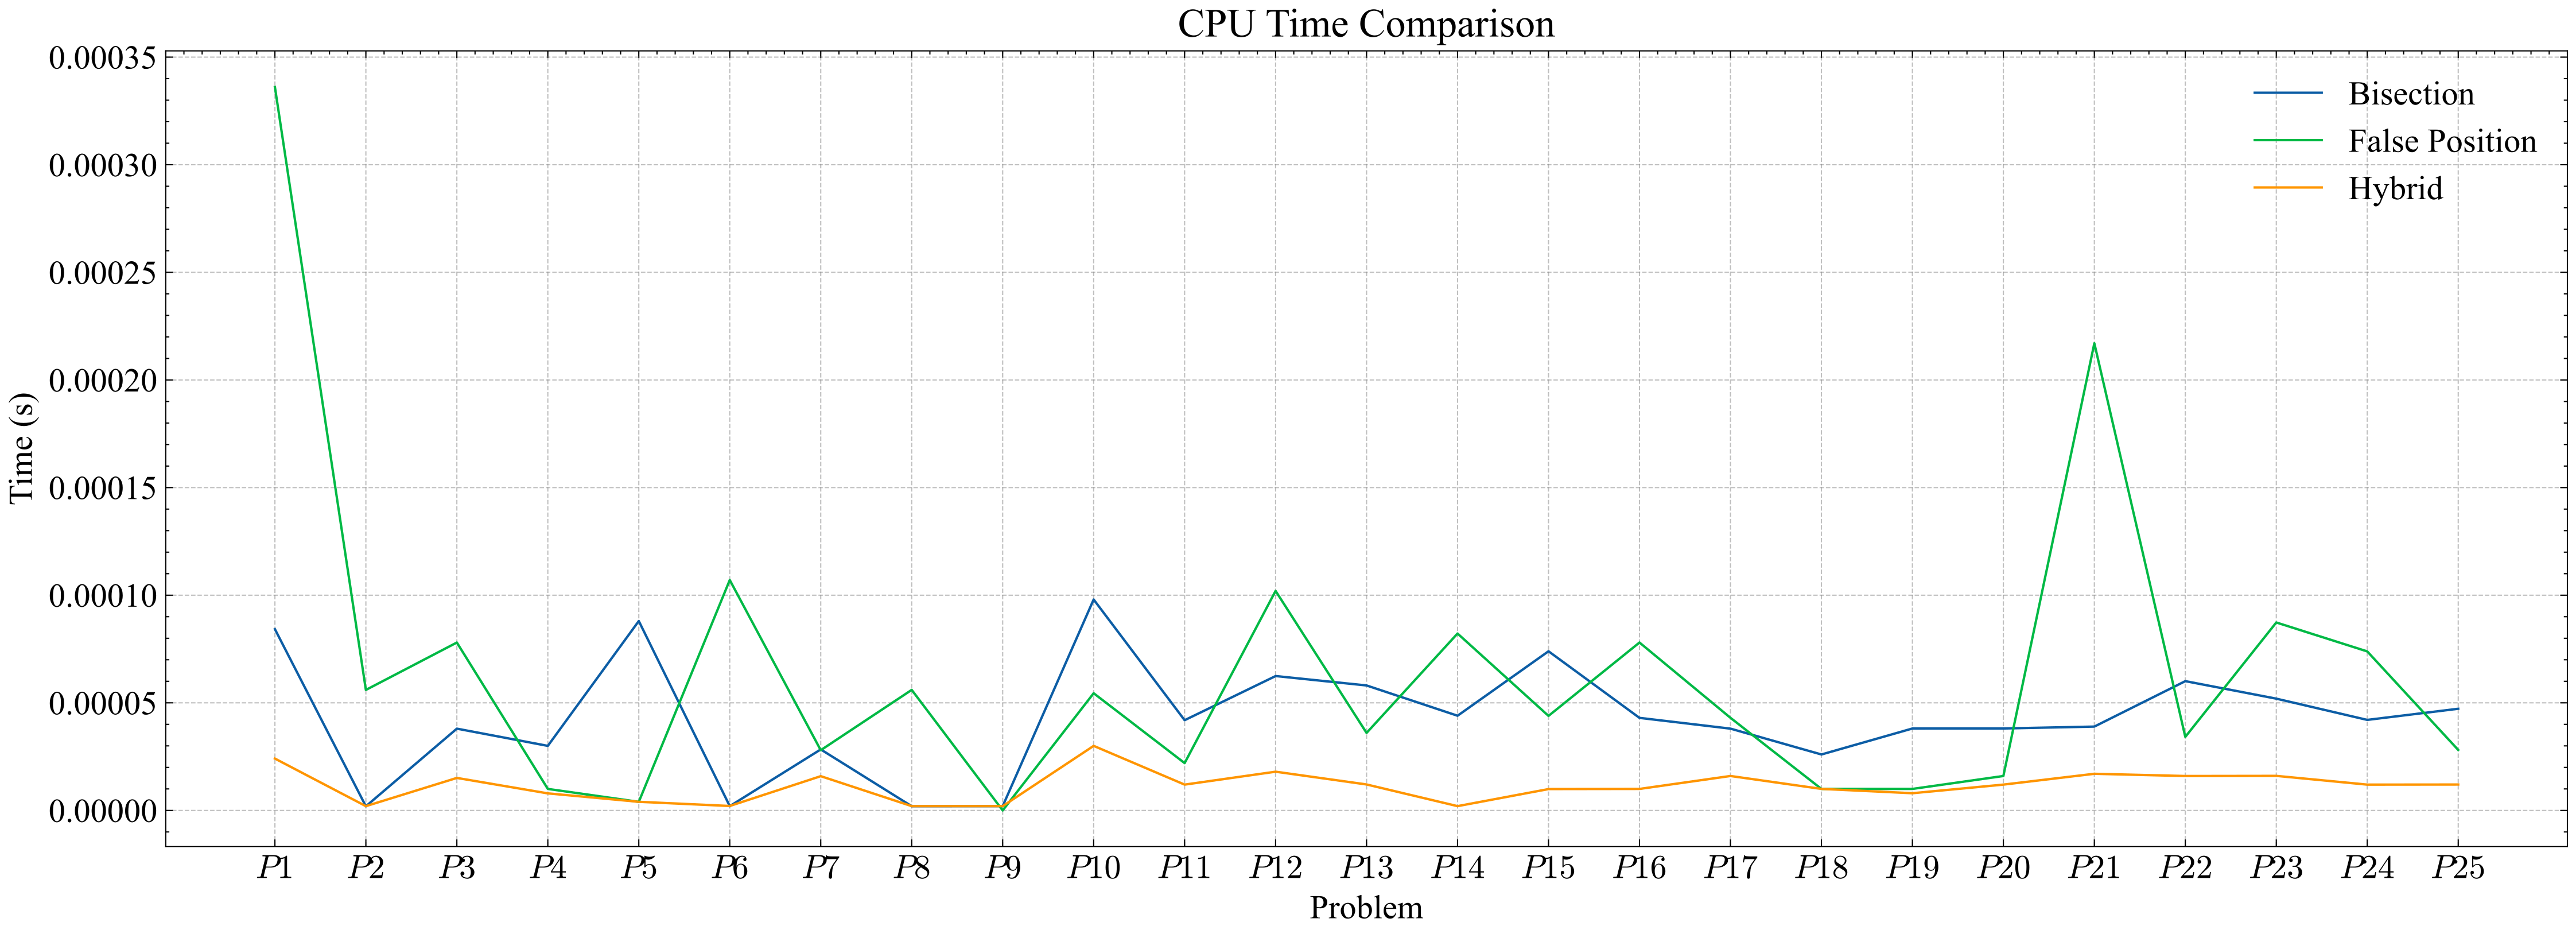 CPU Time Comparison
0.00035
0.00030
0.00025
0.00020
0.00015
0.00010
0.00005
0.00000
Time (s)
Bisection
False Position
Hybrid
P1 P2 P3 P4 P5 P6 P7 P8 P9 P10 P11 P12 P13 P14 P15 P16 P17 P18 P19 P20 P21 P22 P23 P24 P25
Problem